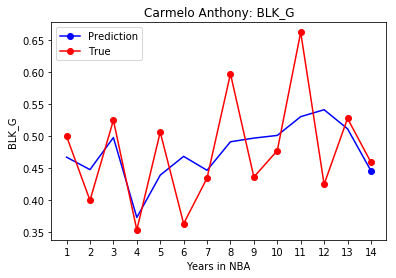 Carmelo Anthony: BLK_G
Prediction
True
BLK_G
0.65
0.60
0.55
0.50
0.45
0.40
0.35
1 2 3 4 5 6 7 8 9 10 11 12 13 14
Years in NBA